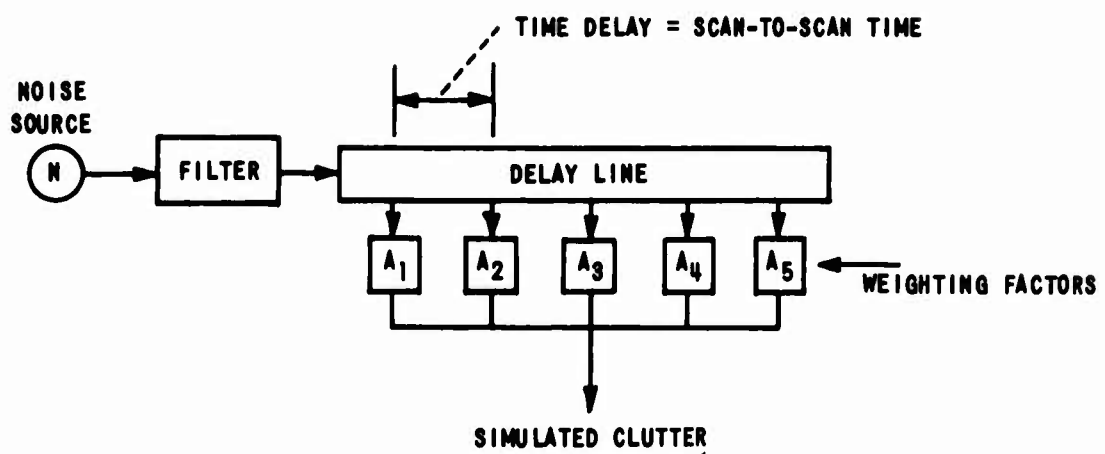 TIME DELAY = SCAN-TO-SCAN TIME
NOISE
SOURCE
N
FILTER
DELAY LINE
A1
A2
A3
A4
A5
WEIGHTING FACTORS
SIMULATED CLUTTER